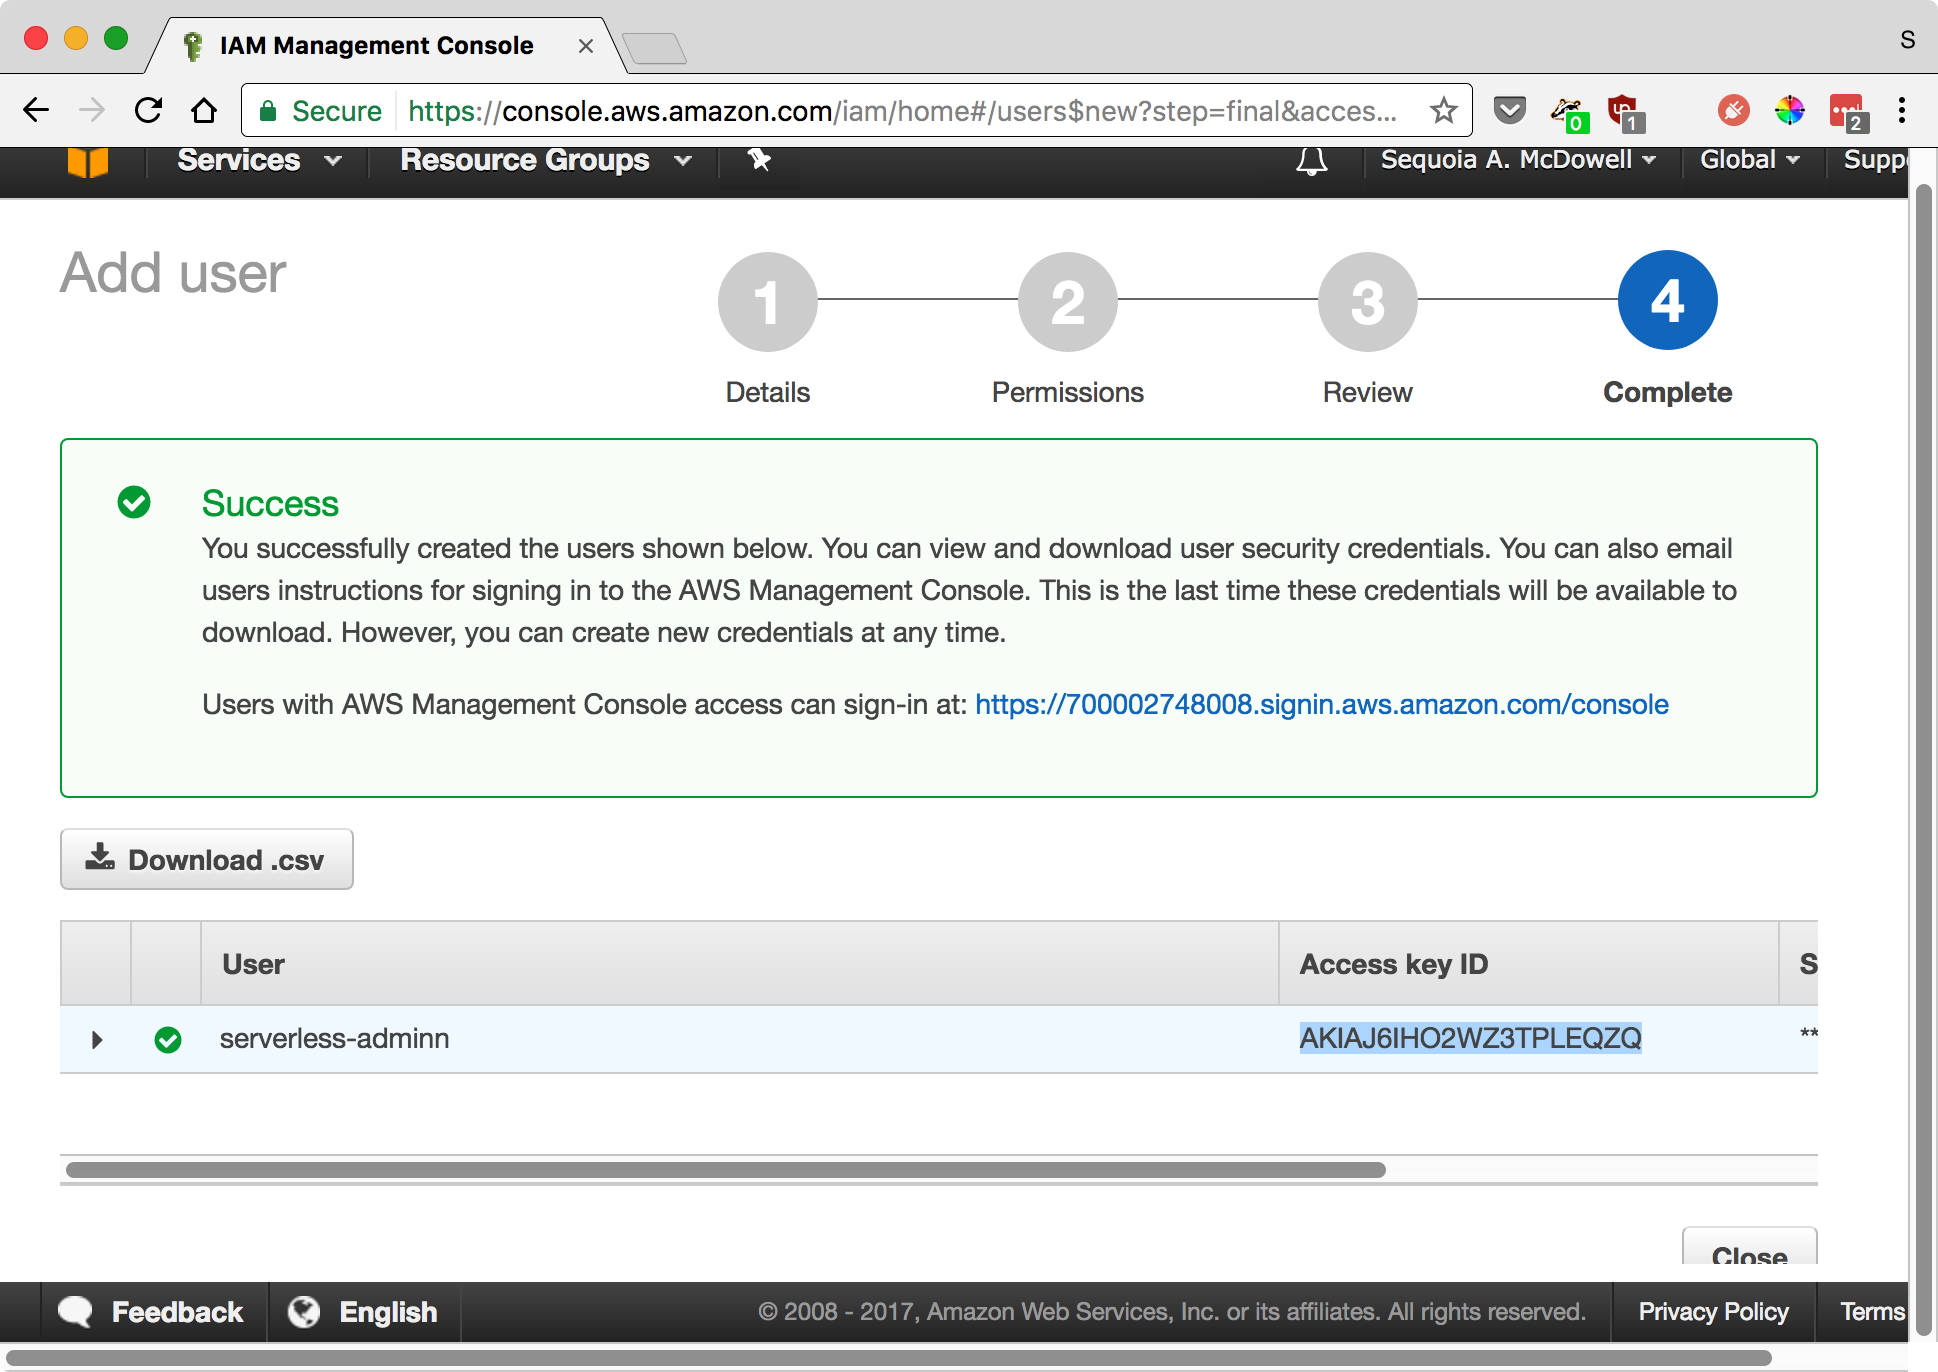 IAM Management Console
S
Secure https://console.aws.amazon.com/iam/home#/users$new?step=final&acces...
0
1
2
Services Resource Groups Sequoia A. McDowell Global Supp
Add user
1 2 3 4
Details Permissions Review Complete
Success
You successfully created the users shown below. You can view and download user security credentials. You can also email
users instructions for signing in to the AWS Management Console. This is the last time these credentials will be available to
download. However, you can create new credentials at any time.
Users with AWS Management Console access can sign-in at: https://700002748008.signin.aws.amazon.com/console
Download .csv
User Access key ID S
serverless-adminn AKIAJ6IHO2WZ3TPLEQZQ **
Close
Feedback English © 2008 - 2017, Amazon Web Services, Inc. or its affiliates. All rights reserved. Privacy Policy Terms